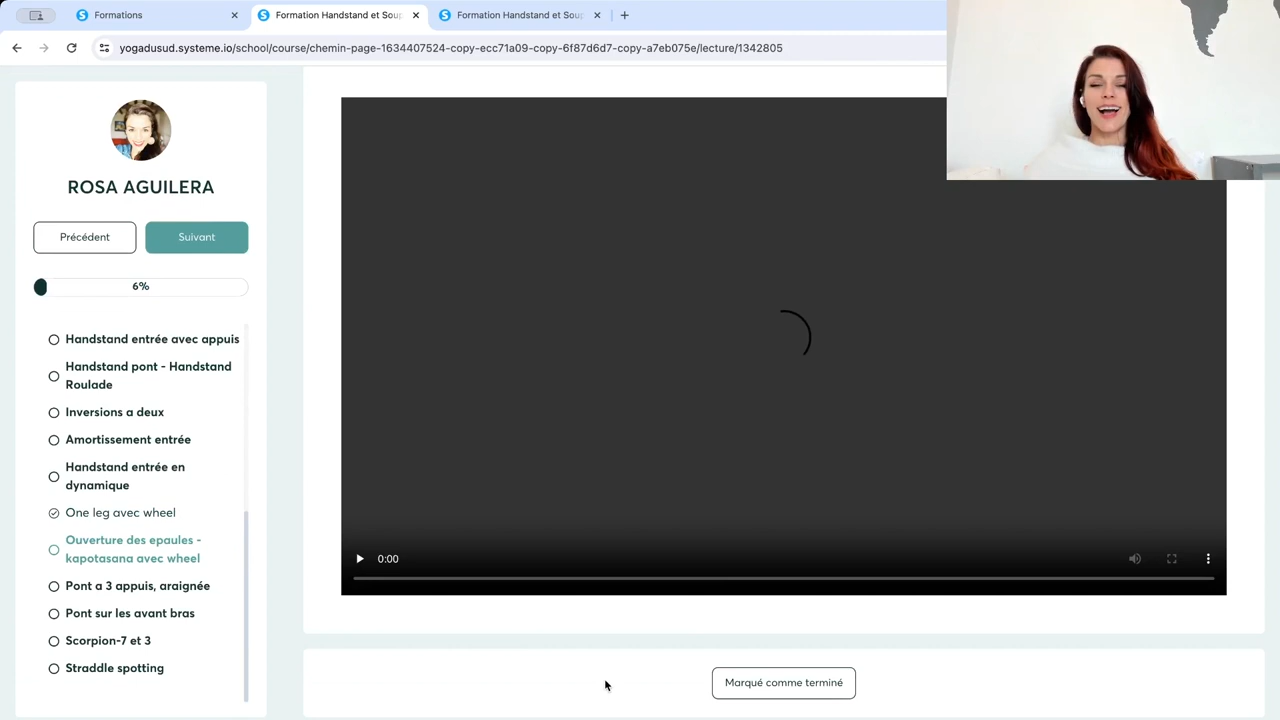 Formations
Formation Handstand et Soup
Formation Handstand et Soup
yogadusud.systeme.io/school/course/chemin-page-1634407524-copy-ecc71a09-copy-6f87d6d7-copy-a7eb075e/lecture/1342805
ROSA AGUILERA
Précédent
Suivant
6%
Handstand entrée avec appuis
Handstand pont - Handstand
Roulade
Inversions a deux
Amortissement entrée
Handstand entrée en
dynamique
One leg avec wheel
Ouverture des epaules -
kapotasana avec wheel
Pont a 3 appuis, araignée
Pont sur les avant bras
Scorpion-7 et 3
Straddle spotting
0:00
Marqué comme terminé